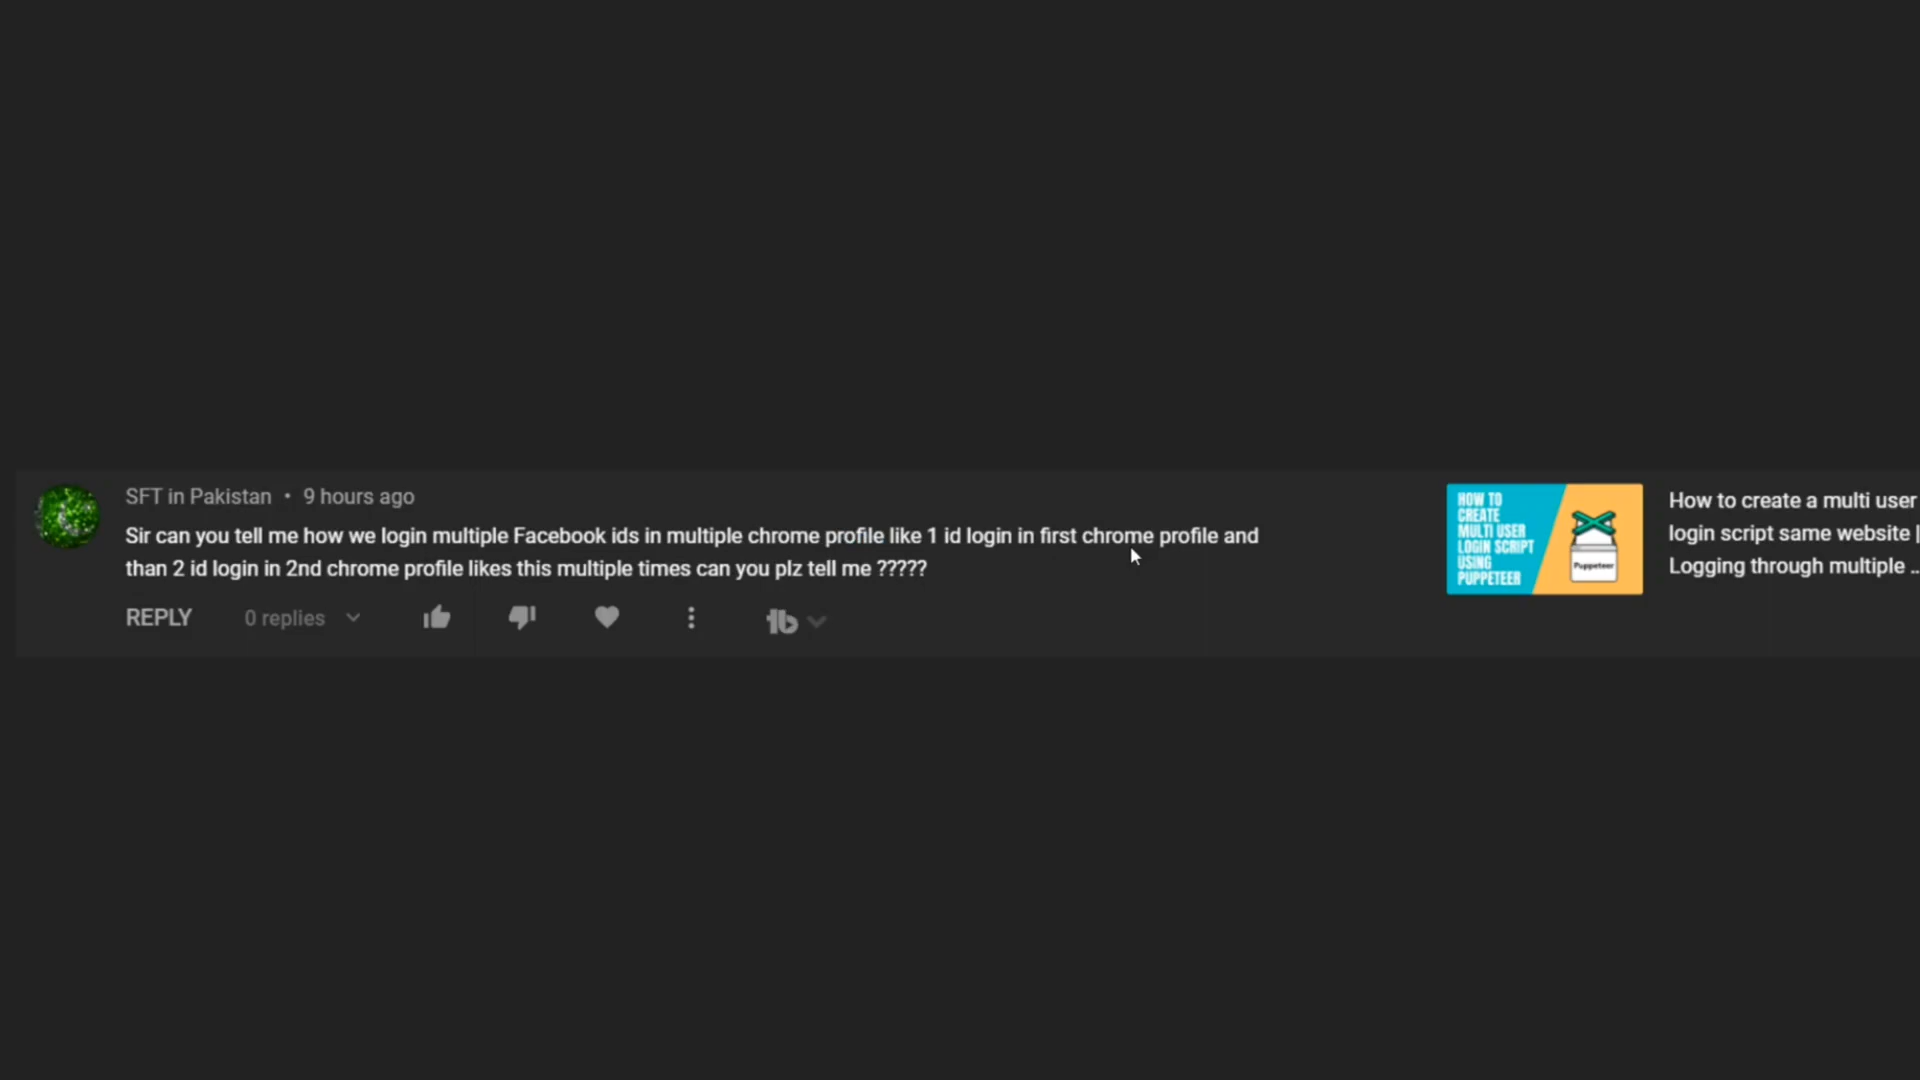 SFT in Pakistan • 9 hours ago
Sir can you tell me how we login multiple Facebook ids in multiple chrome profile like 1 id login in first chrome profile and
than 2 id login in 2nd chrome profile likes this multiple times can you plz tell me ?????
REPLY 0 replies
HOW TO
CREATE
MULTI USER
LOGIN SCRIPT
USING
PUPPETEER
Puppeteer
How to create a multi user
login script same website |
Logging through multiple ...